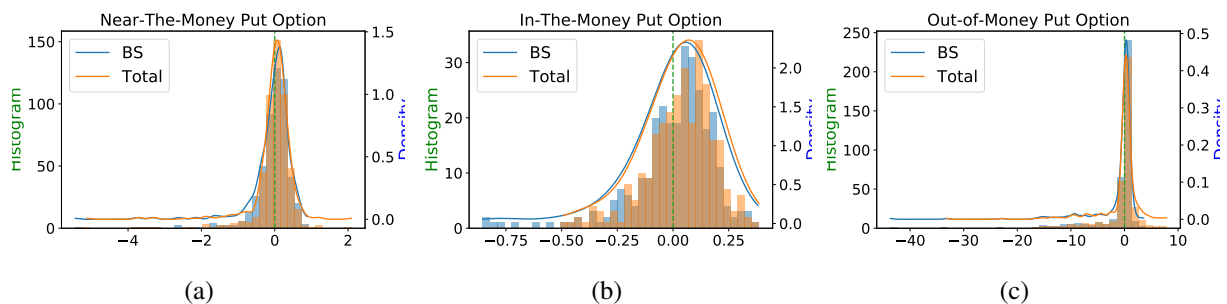 Near-The-Money Put Option
In-The-Money Put Option
Out-of-Money Put Option
BS
Total
BS
Total
BS
Total
Histogram
Density
Histogram
Density
Histogram
Density
150
100
50
0
1.5
1.0
0.5
0.0
−4
−2
0
2
30
20
10
0
2.0
1.5
1.0
0.5
0.0
−0.75
−0.50
−0.25
0.00
0.25
250
200
150
100
50
0
0.5
0.4
0.3
0.2
0.1
0.0
−40
−30
−20
−10
0
10
(a)
(b)
(c)